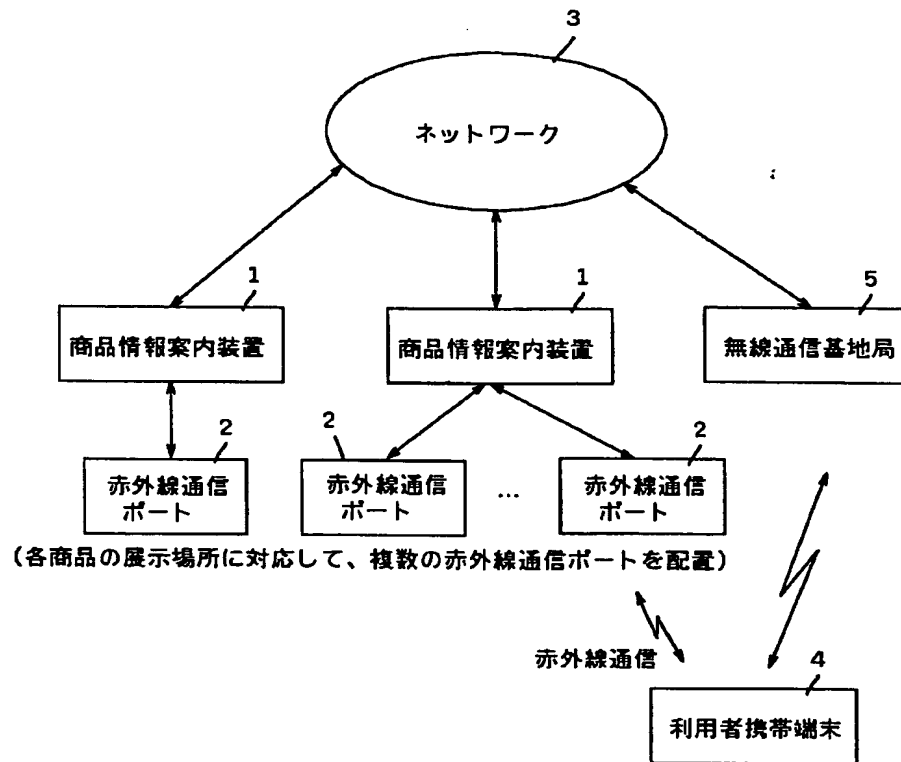 3
ネットワーク
1
1
5
商品情報案内装置
商品情報案内装置
無線通信基地局
2
2
2
赤外線通信
ポート
赤外線通信
ポート
…
赤外線通信
ポート
(各商品の展示場所に対応して、複数の赤外線通信ポートを配置)
赤外線通信
4
利用者携帯端末